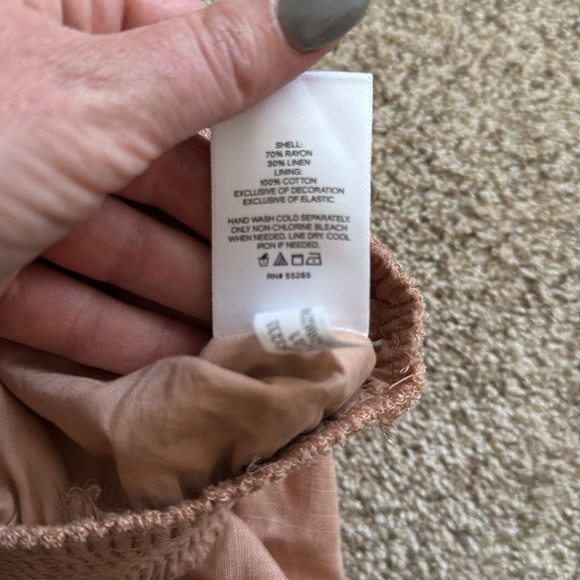 SHELL:
70% RAYON
30% LINEN
LINING:
100% COTTON
EXCLUSIVE OF DECORATION
EXCLUSIVE OF ELASTIC
HAND WASH COLD SEPARATELY.
ONLY NON-CHLORINE BLEACH
WHEN NEEDED. LINE DRY. COOL
IRON IF NEEDED.
RN# 55285